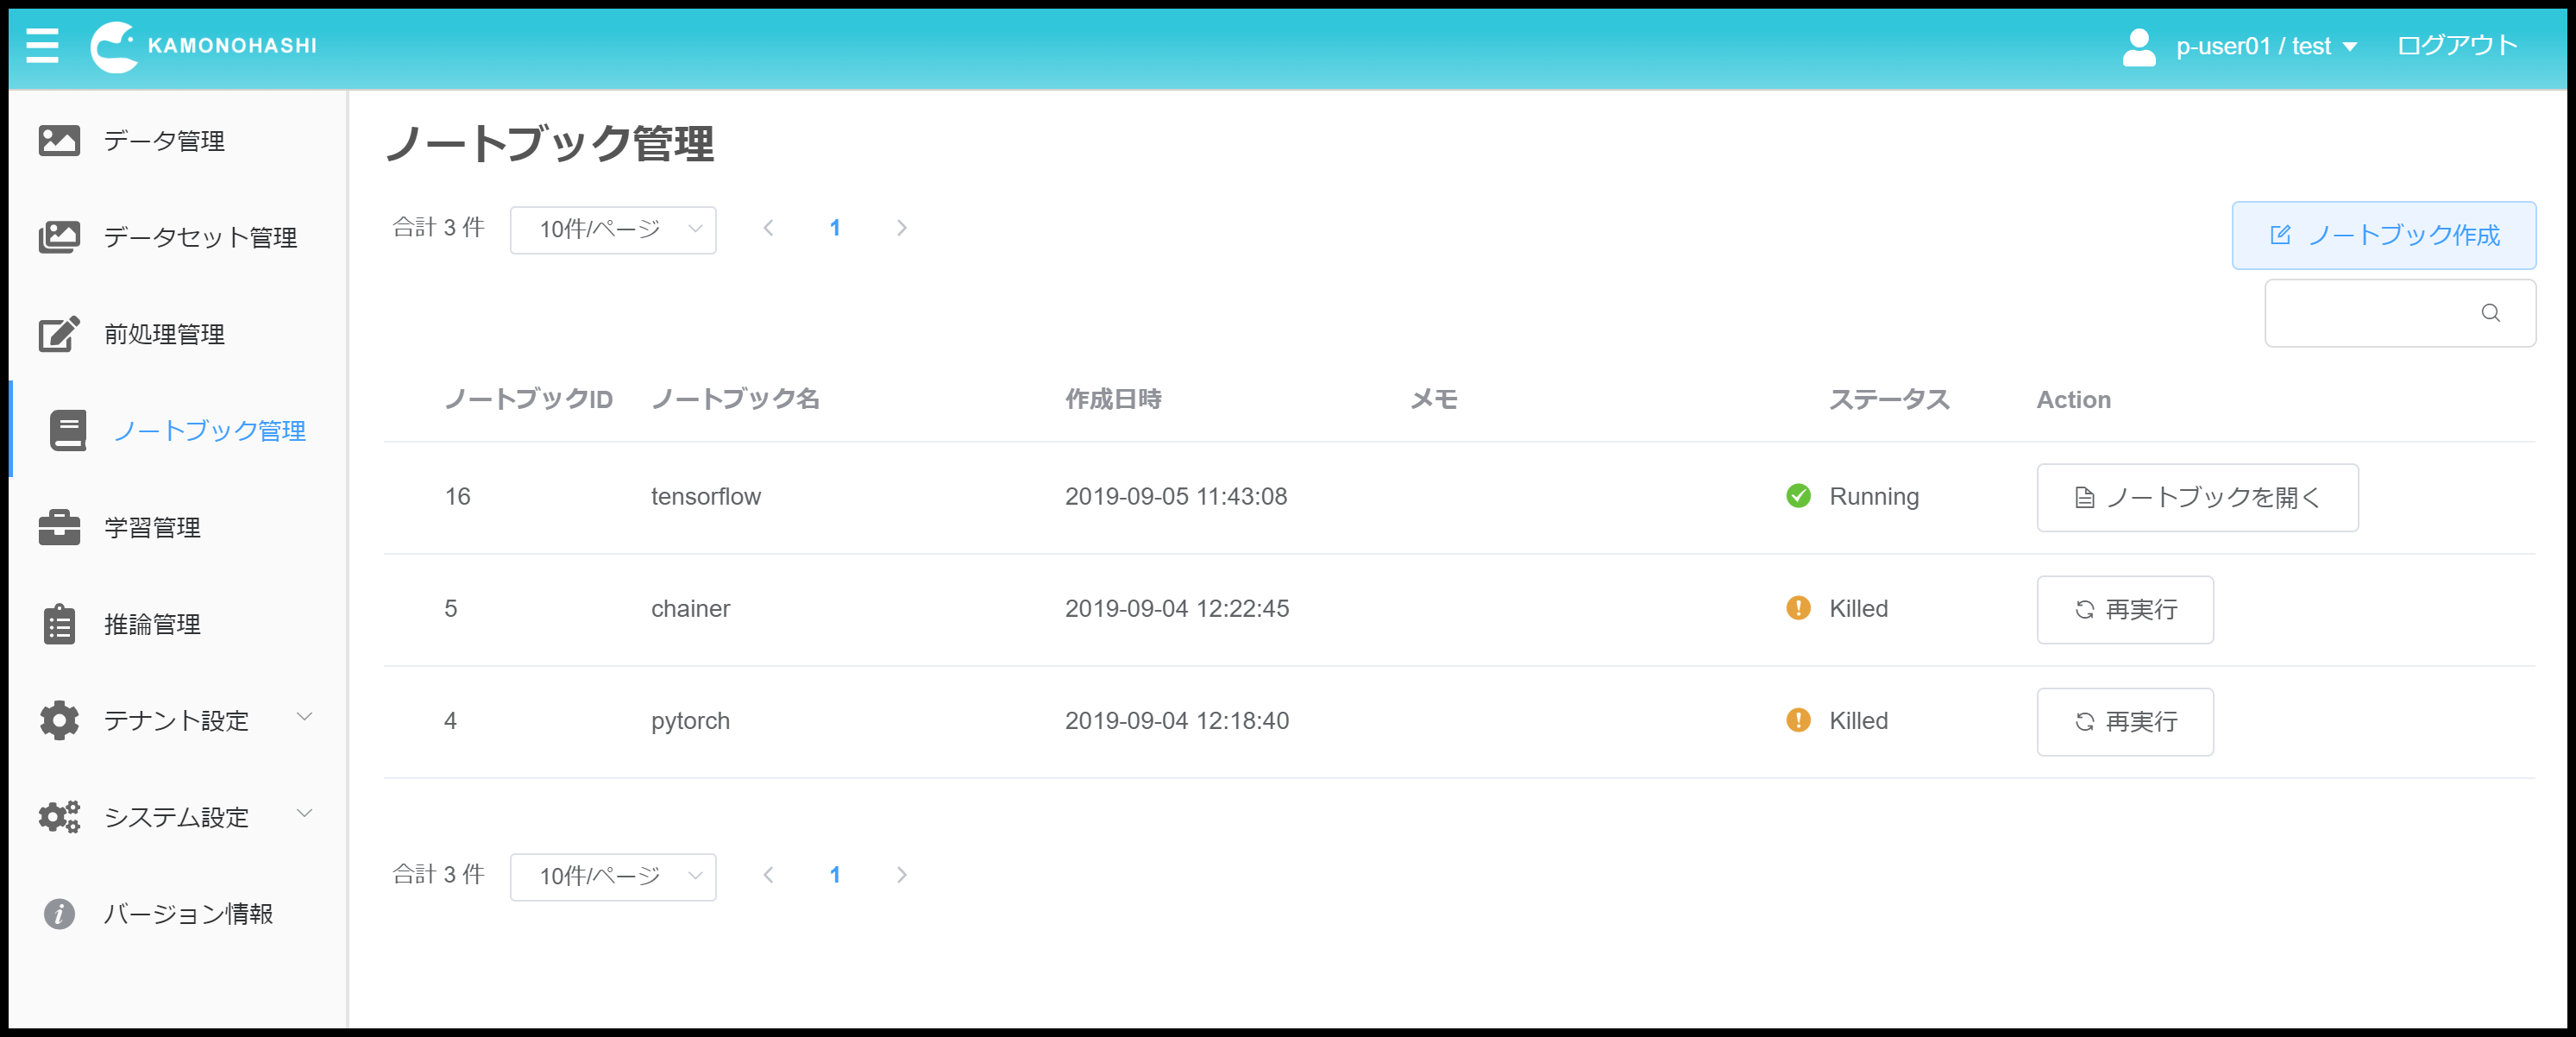 KAMONOHASHI
p-user01 / test
ログアウト
データ管理
データセット管理
前処理管理
ノートブック管理
学習管理
推論管理
テナント設定
システム設定
バージョン情報
ノートブック管理
合計 3 件 10件/ページ 1
ノートブック作成
ノートブックID ノートブック名 作成日時 メモ ステータス Action
16 tensorflow 2019-09-05 11:43:08 Running ノートブックを開く
5 chainer 2019-09-04 12:22:45 Killed 再実行
4 pytorch 2019-09-04 12:18:40 Killed 再実行
合計 3 件 10件/ページ 1